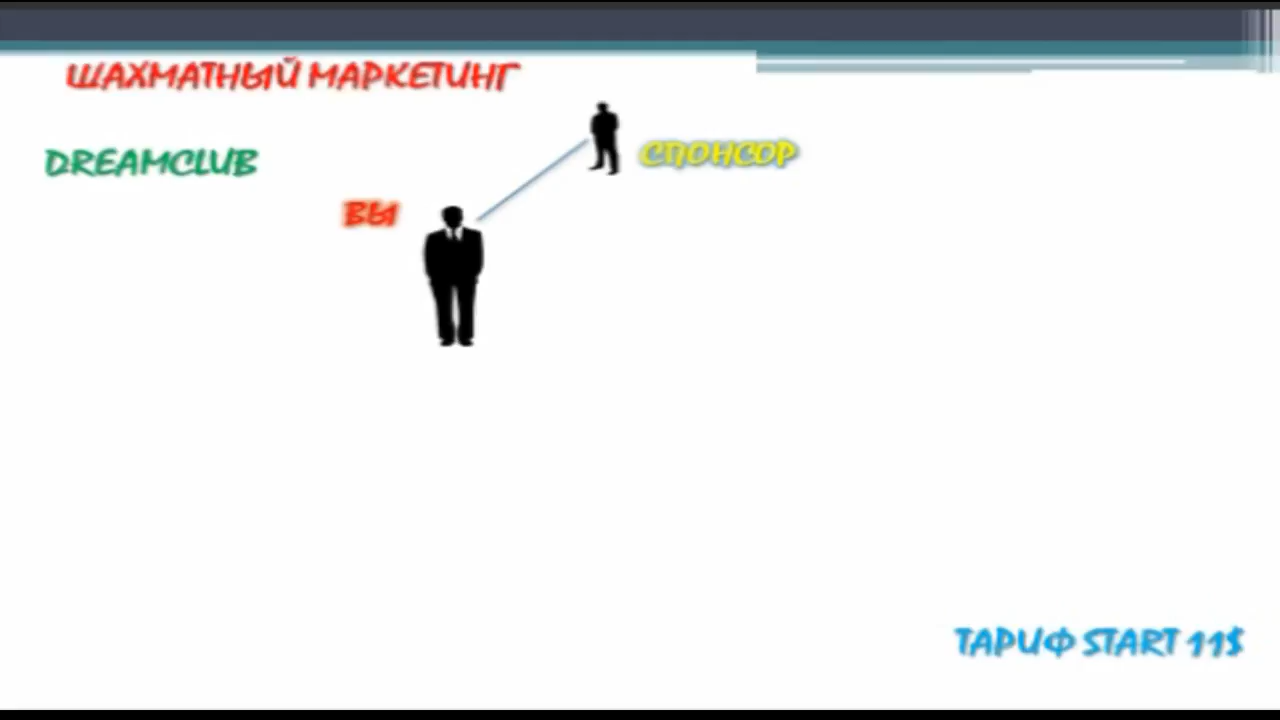 ШАХМАТНЫЙ МАРКЕТИНГ
DREAMCLUB
СПОНСОР
ВЫ
ТАРИФ START 11$